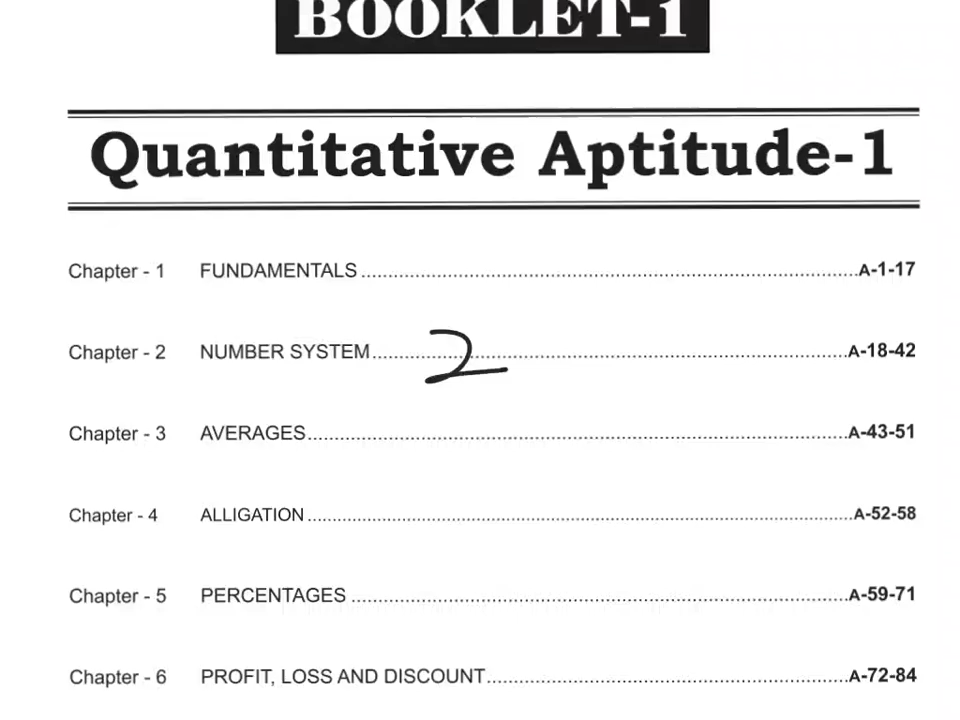 BOOKLET-1
Quantitative Aptitude-1
Chapter - 1 FUNDAMENTALS ........................................................................................A-1-17
Chapter - 2 NUMBER SYSTEM ........................................................................................A-18-42
2
Chapter - 3 AVERAGES ........................................................................................A-43-51
Chapter - 4 ALLIGATION ........................................................................................A-52-58
Chapter - 5 PERCENTAGES ........................................................................................A-59-71
Chapter - 6 PROFIT, LOSS AND DISCOUNT ........................................................................................A-72-84